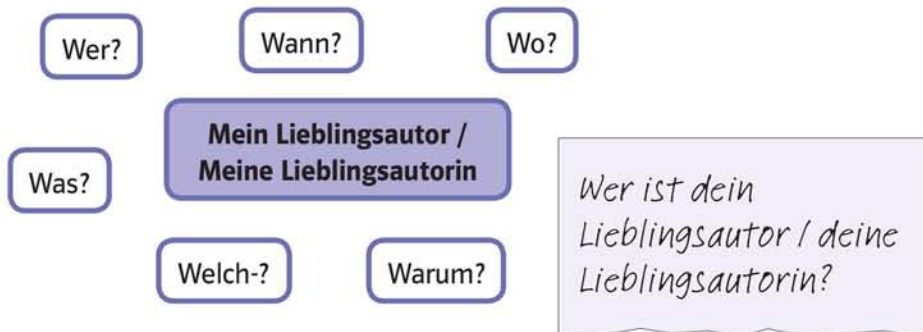 Wer?
Wann?
Wo?
Mein Lieblingsautor /
Meine Lieblingsautorin
Was?
Wer ist dein
Lieblingsautor / deine
Lieblingsautorin?
Welch-?
Warum?